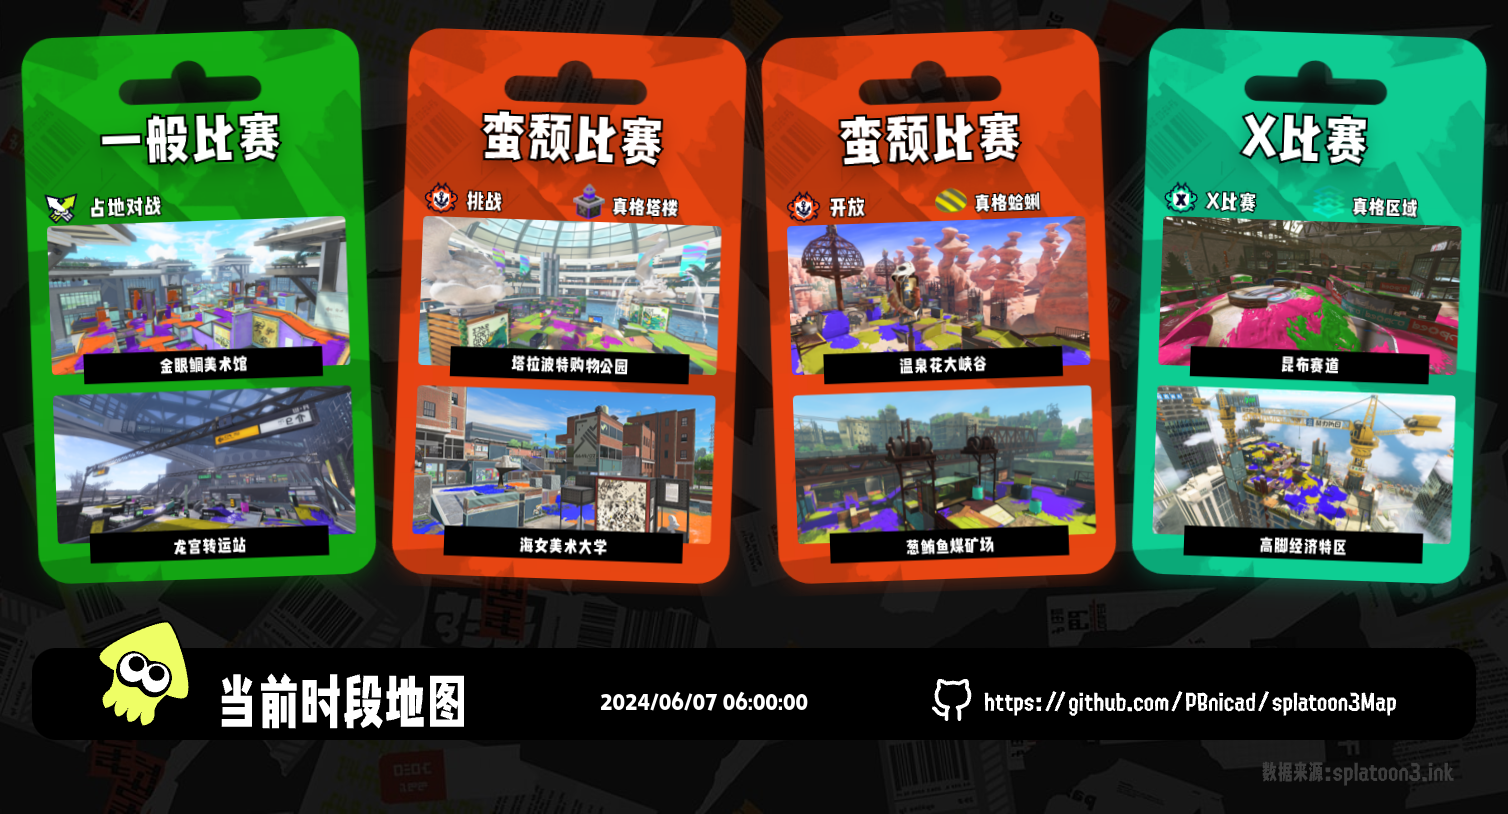 一般比赛
占地对战
金眼鲷美术馆
龙宫转运站
蛮颓比赛
挑战
真格塔楼
塔拉波特购物公园
海女美术大学
蛮颓比赛
开放
真格蛤蜊
温泉花大峡谷
葱鲔鱼煤矿场
X比赛
X比赛
真格区域
昆布赛道
高脚经济特区
当前时段地图
2024/06/07 06:00:00
https://github.com/PBnicad/splatoon3Map
数据来源:splatoon3.ink